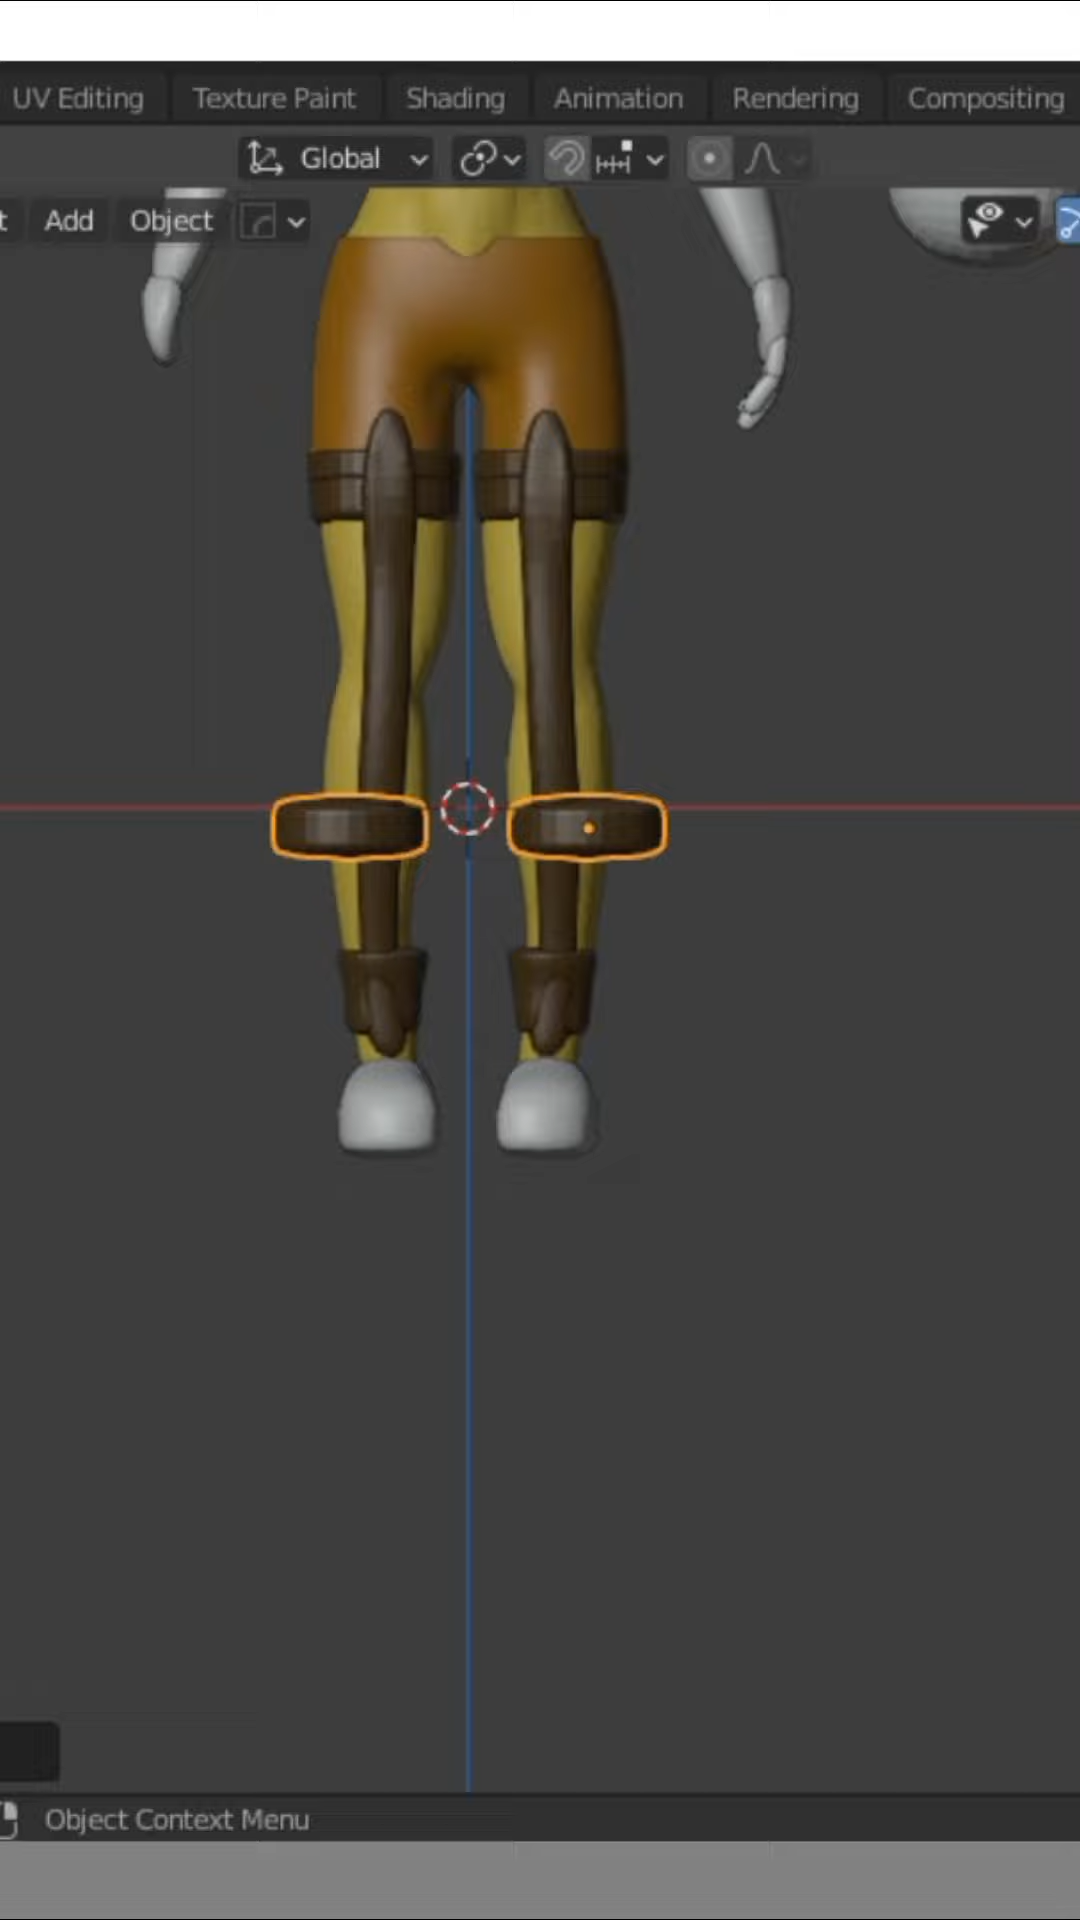 UV Editing Texture Paint Shading Animation Rendering Compositing
Global
t Add Object
Object Context Menu